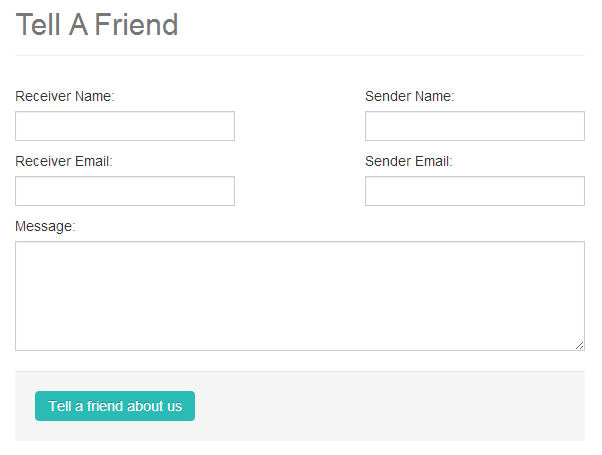 Tell A Friend
Receiver Name:
Sender Name:
Receiver Email:
Sender Email:
Message:
Tell a friend about us